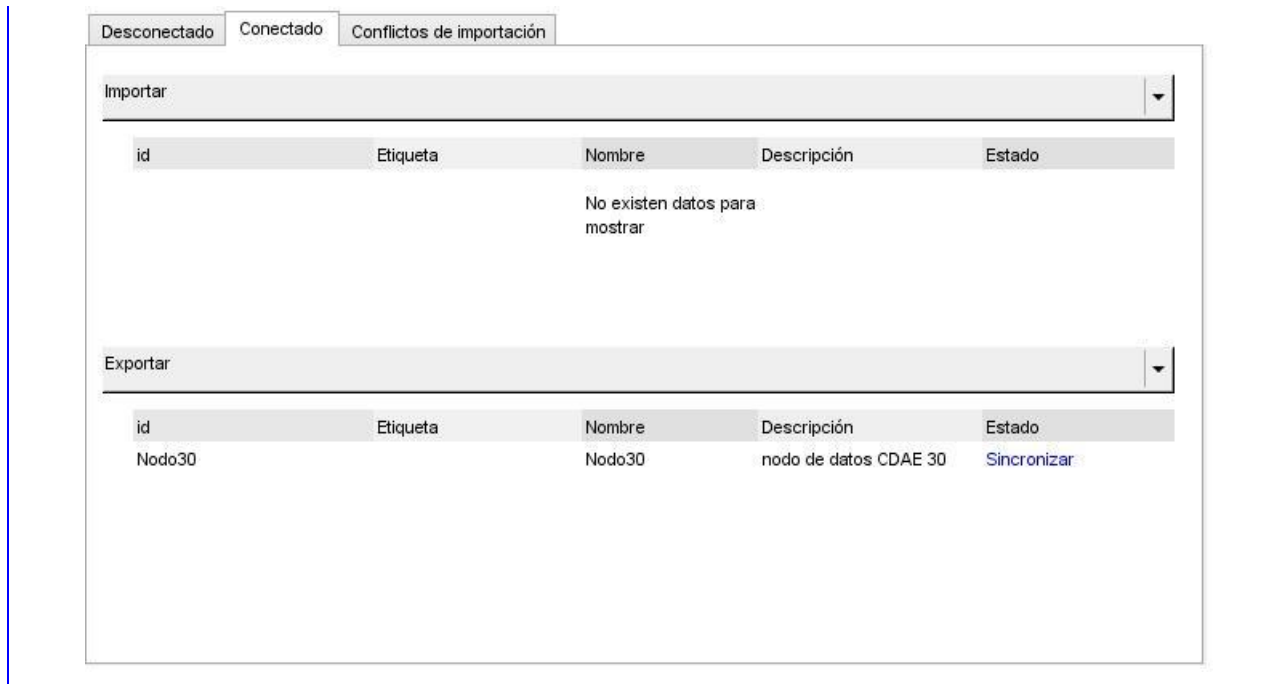 Desconectado Conectado Conflictos de importación
Importar
id Etiqueta Nombre Descripción Estado
No existen datos para
mostrar
Exportar
id Etiqueta Nombre Descripción Estado
Nodo30 Nodo30 nodo de datos CDAE 30 Sincronizar